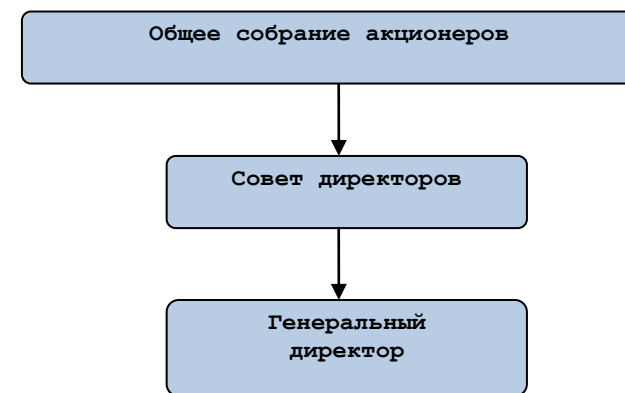 Общее собрание акционеров
Совет директоров
Генеральный
директор